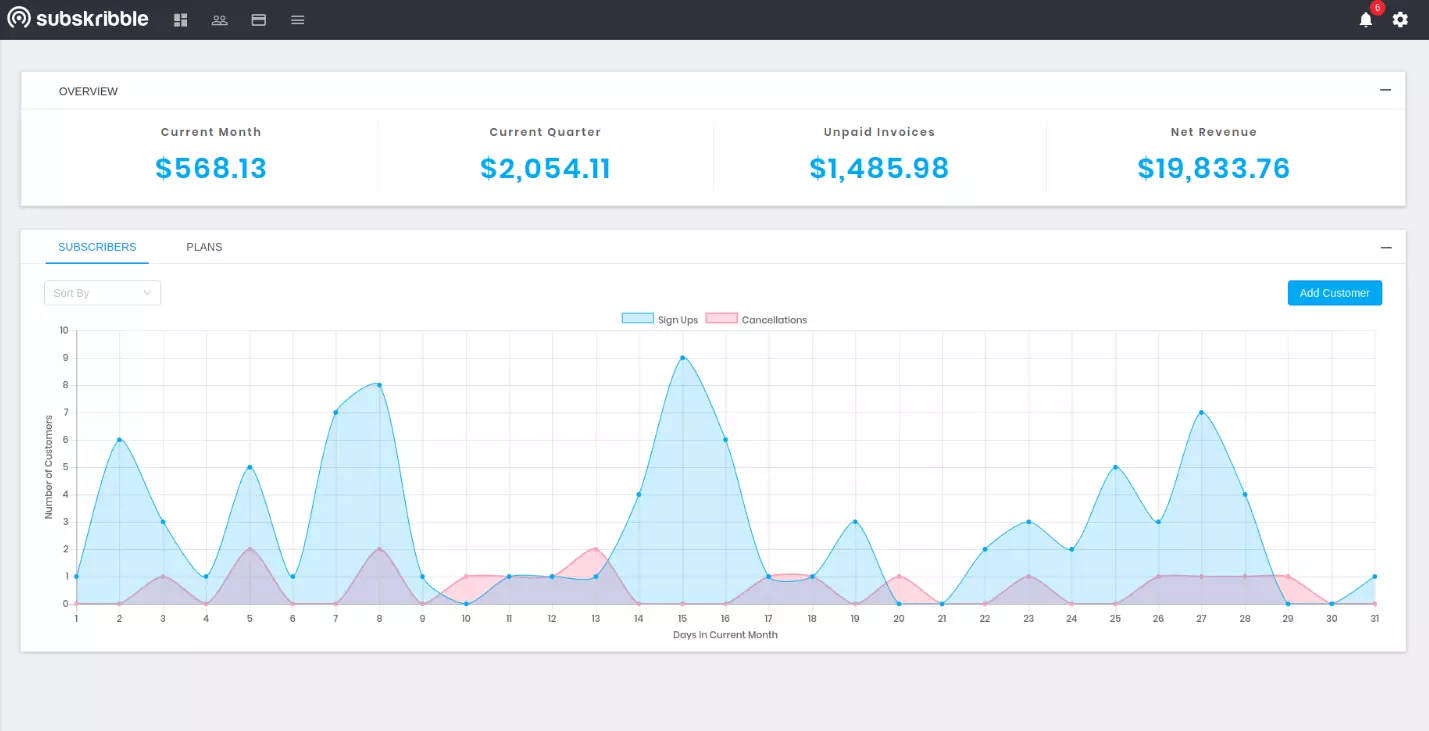 subskribble
6
OVERVIEW
Current Month Current Quarter Unpaid Invoices Net Revenue
$568.13 $2,054.11 $1,485.98 $19,833.76
SUBSCRIBERS PLANS
Sort By Add Customer
Sign Ups Cancellations
10
9
8
7
6
5
4
3
2
1
0
Number of Customers
1 2 3 4 5 6 7 8 9 10 11 12 13 14 15 16 17 18 19 20 21 22 23 24 25 26 27 28 29 30 31
Days in Current Month